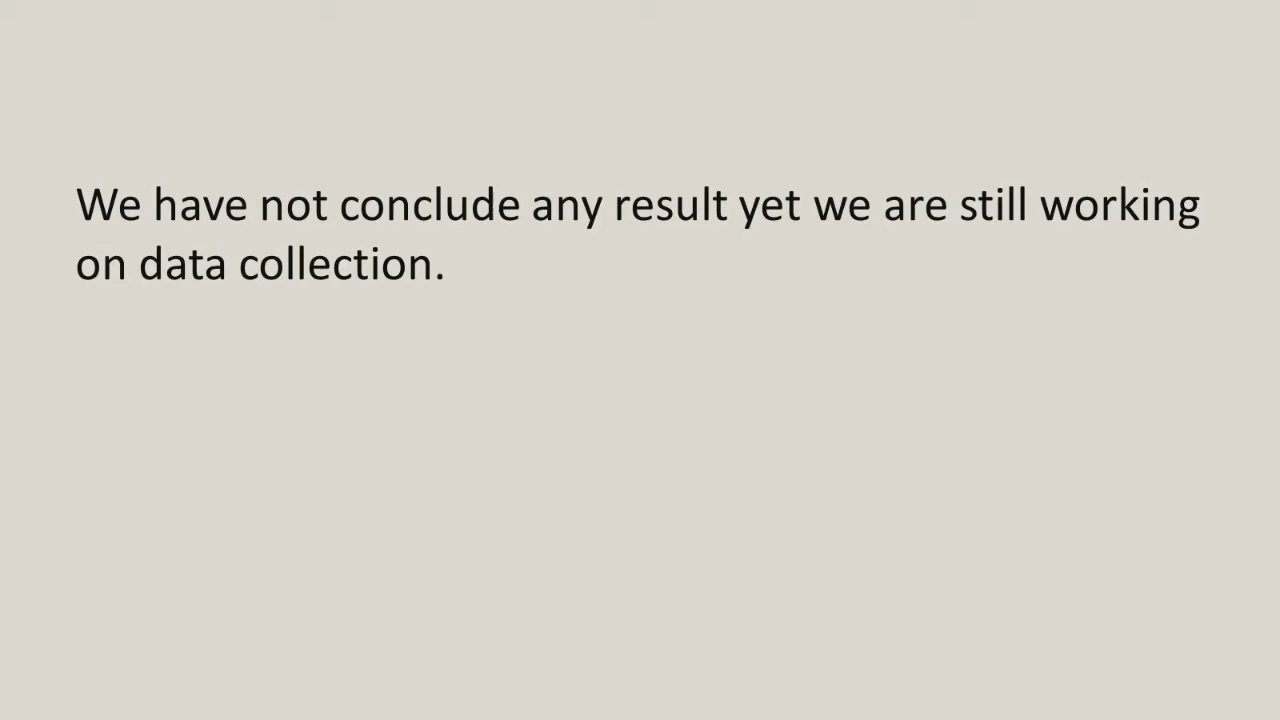 We have not conclude any result yet we are still working
on data collection.